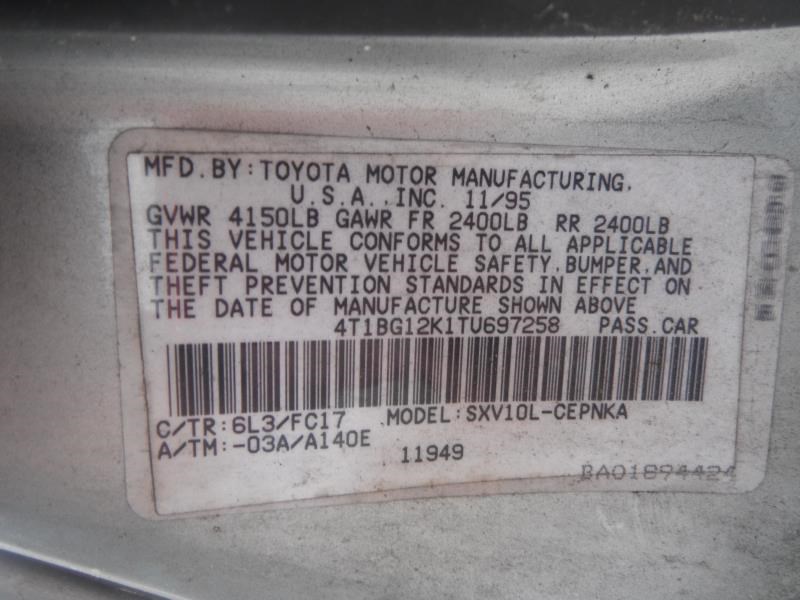 MFD.BY:TOYOTA MOTOR MANUFACTURING,
U.S.A.,INC. 11/95
GVWR 4150LB GAWR FR 2400LB RR 2400LB
THIS VEHICLE CONFORMS TO ALL APPLICABLE
FEDERAL MOTOR VEHICLE SAFETY,BUMPER,AND
THEFT PREVENTION STANDARDS IN EFFECT ON
THE DATE OF MANUFACTURE SHOWN ABOVE
4T1BG12K1TU697258 PASS.CAR
C/TR:6L3/FC17 MODEL:SXV10L-CEPNKA
A/TM:-03A/A140E
11949
BA01894424